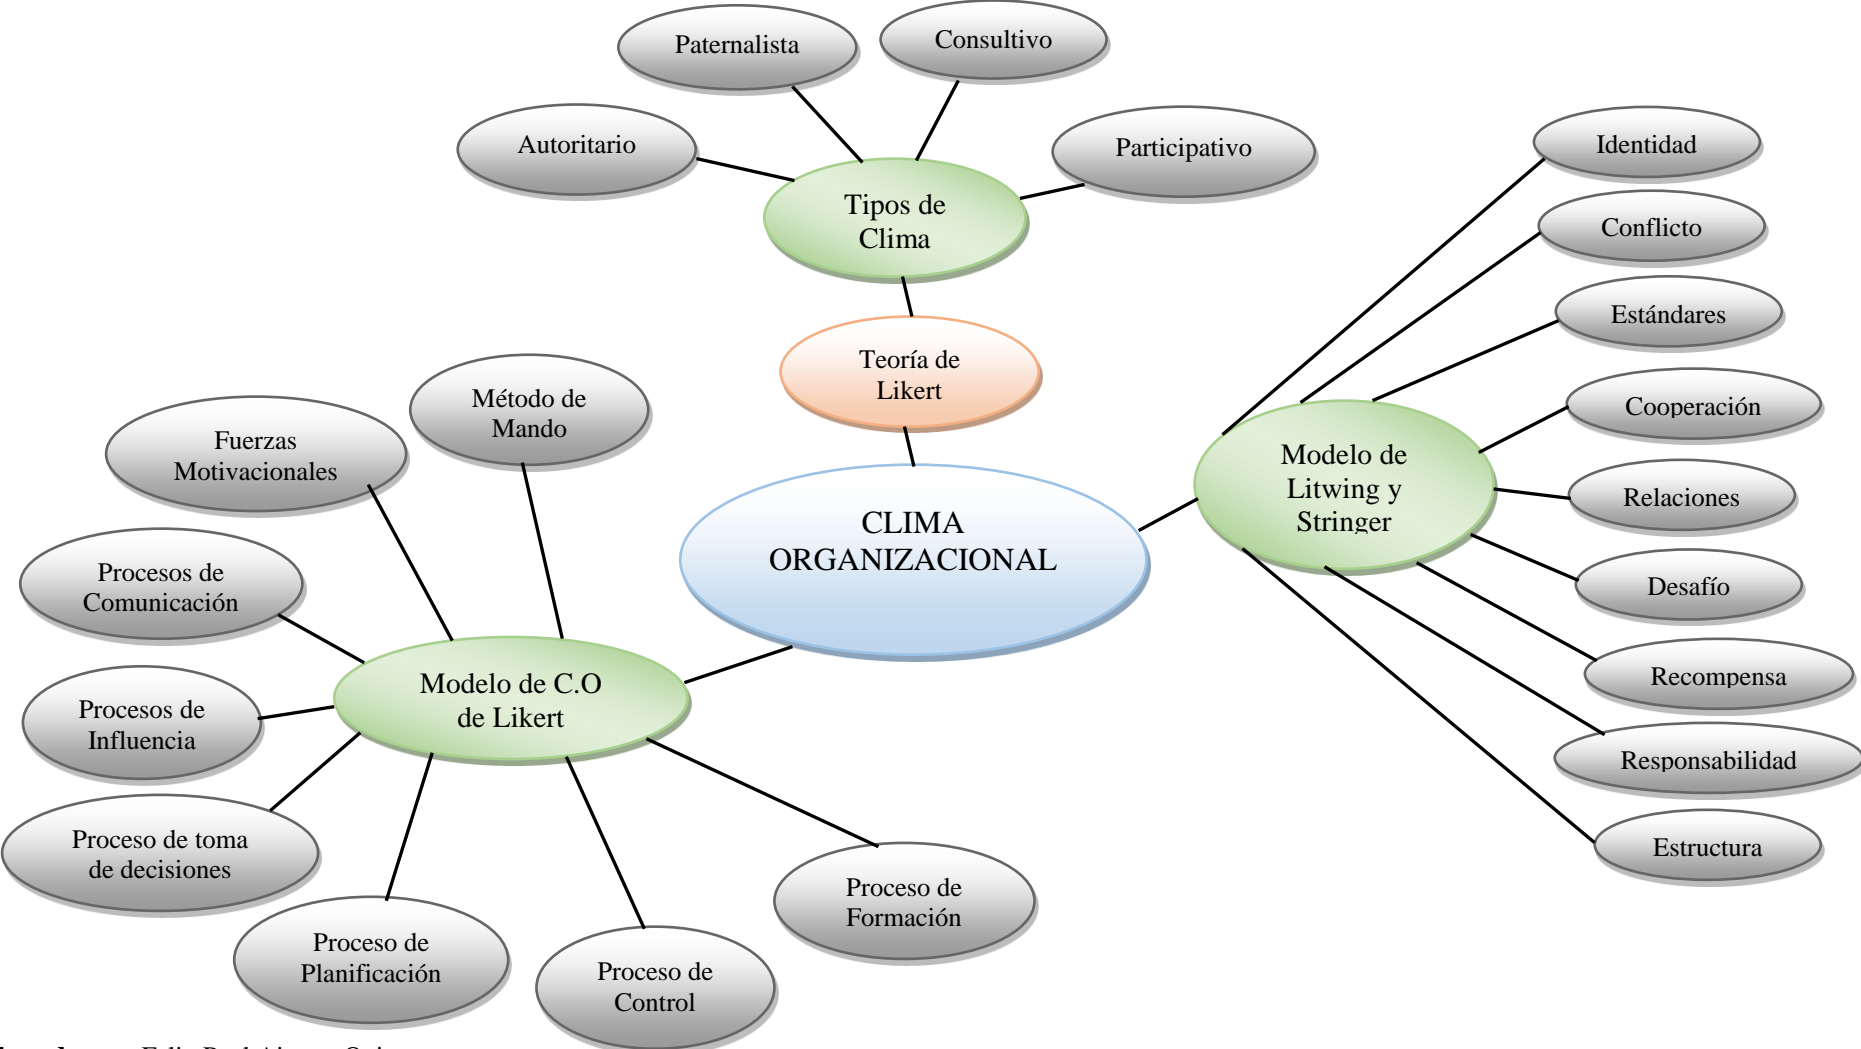 Paternalista
Consultivo
Autoritario
Participativo
Tipos de
Clima
Teoría de
Likert
CLIMA
ORGANIZACIONAL
Identidad
Conflicto
Estándares
Cooperación
Relaciones
Desafío
Recompensa
Responsabilidad
Estructura
Modelo de
Litwing y
Stringer
Método de
Mando
Fuerzas
Motivacionales
Procesos de
Comunicación
Procesos de
Influencia
Proceso de toma
de decisiones
Proceso de
Planificación
Proceso de
Control
Proceso de
Formación
Modelo de C.O
de Likert